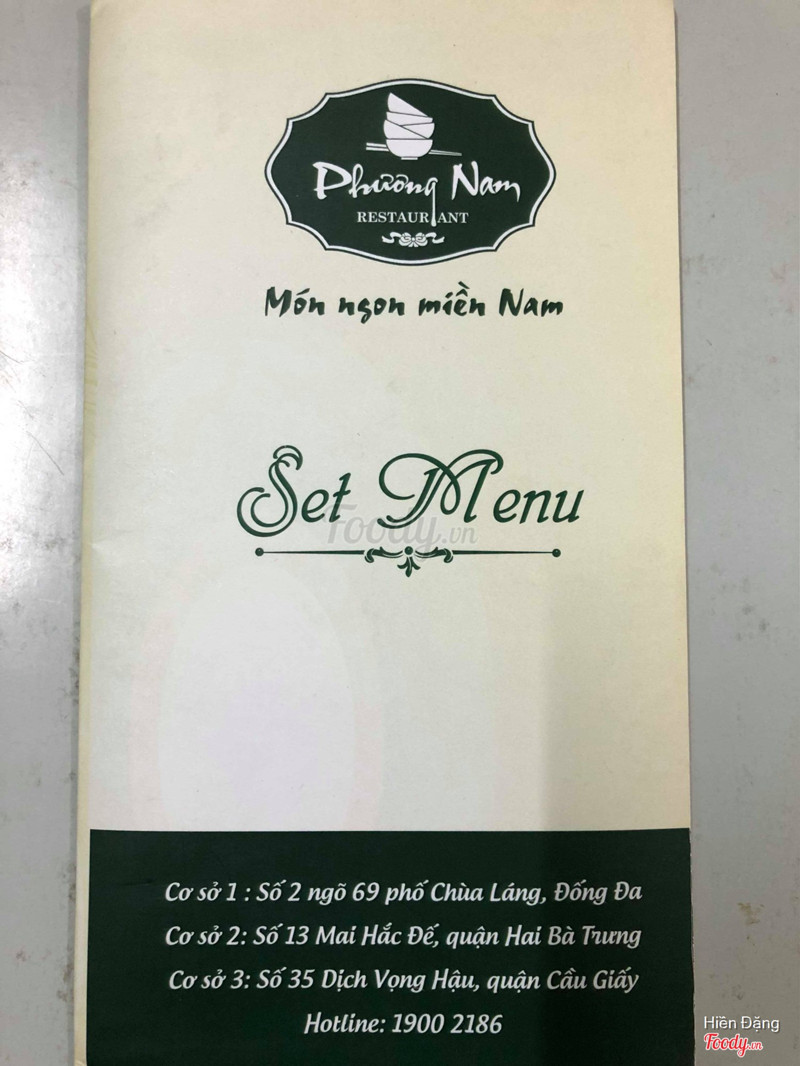 Phương Nam
RESTAURANT
Món ngon miền Nam
Set Menu
Foody.vn
Cơ sở 1 : Số 2 ngõ 69 phố Chùa Láng, Đống Đa
Cơ sở 2: Số 13 Mai Hắc Đế, quận Hai Bà Trưng
Cơ sở 3: Số 35 Dịch Vọng Hậu, quận Cầu Giấy
Hotline: 1900 2186
Hiền Đặng
Foody.vn